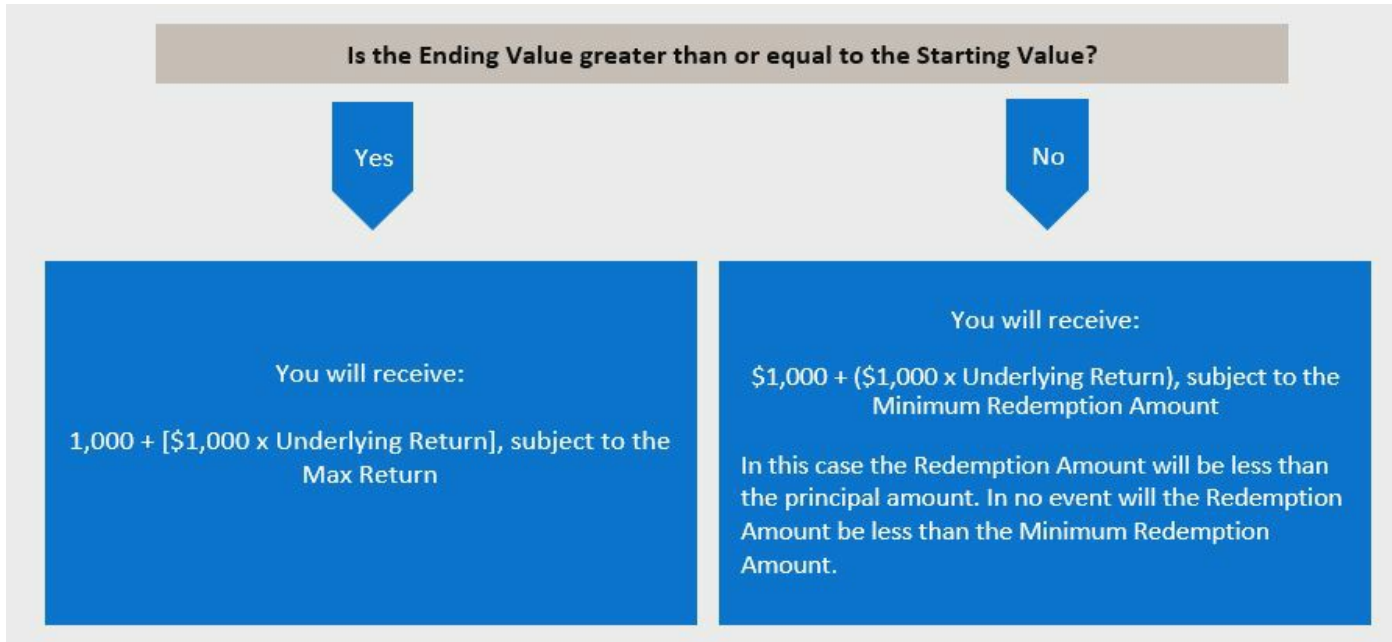 Is the Ending Value greater than or equal to the Starting Value?
Yes
No
You will receive:
1,000 + [$1,000 x Underlying Return], subject to the
Max Return
You will receive:
$1,000 + ($1,000 x Underlying Return), subject to the
Minimum Redemption Amount
In this case the Redemption Amount will be less than
the principal amount. In no event will the Redemption
Amount be less than the Minimum Redemption
Amount.